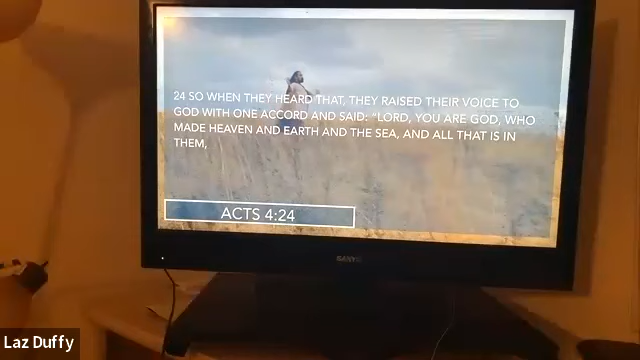 24 SO WHEN THEY HEARD THAT, THEY RAISED THEIR VOICE TO
GOD WITH ONE ACCORD AND SAID: "LORD, YOU ARE GOD, WHO
MADE HEAVEN AND EARTH AND THE SEA, AND ALL THAT IS IN
THEM,
ACTS 4:24
SANYO
Laz Duffy